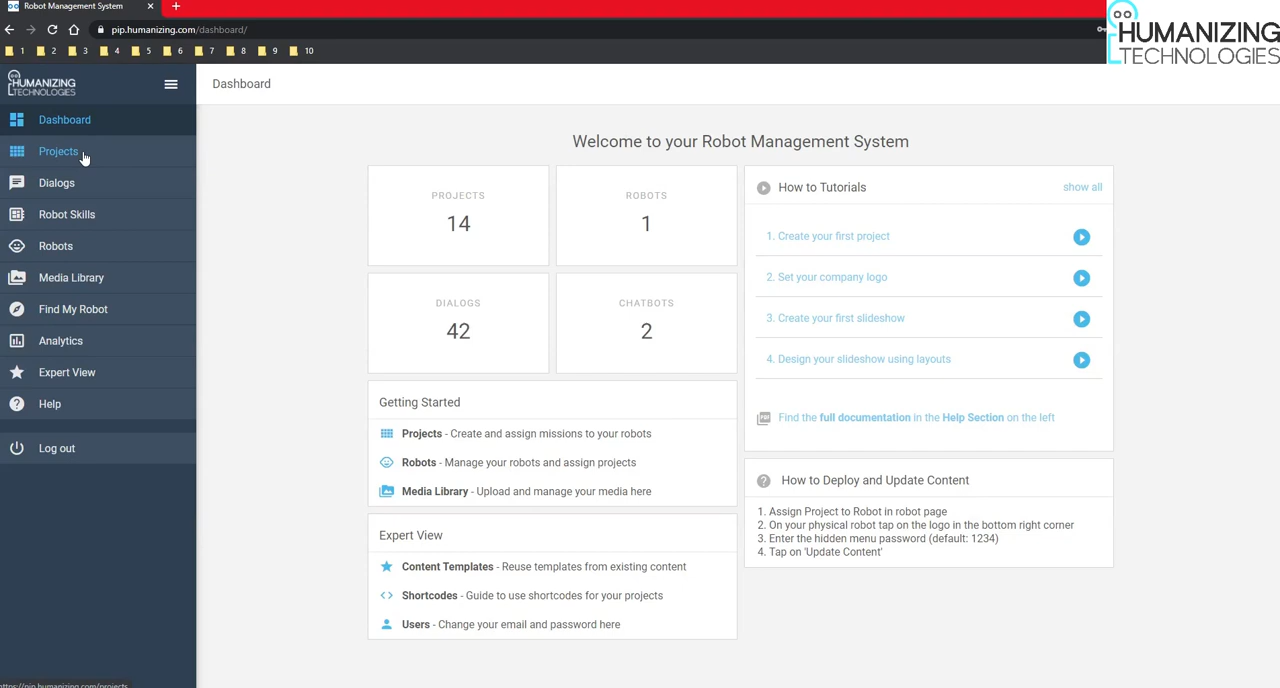 Robot Management System
pip.humanizing.com/dashboard/
1 2 3 4 5 6 7 8 9 10
HUMANIZING
TECHNOLOGIES
HUMANIZING
TECHNOLOGIES
Dashboard
Projects
Dialogs
Robot Skills
Robots
Media Library
Find My Robot
Analytics
Expert View
Help
Log out
Dashboard
Welcome to your Robot Management System
PROJECTS
14
ROBOTS
1
DIALOGS
42
CHATBOTS
2
Getting Started
Projects - Create and assign missions to your robots
Robots - Manage your robots and assign projects
Media Library - Upload and manage your media here
Expert View
Content Templates - Reuse templates from existing content
Shortcodes - Guide to use shortcodes for your projects
Users - Change your email and password here
How to Tutorials
show all
1. Create your first project
2. Set your company logo
3. Create your first slideshow
4. Design your slideshow using layouts
PDF
Find the full documentation in the Help Section on the left
How to Deploy and Update Content
1. Assign Project to Robot in robot page
2. On your physical robot tap on the logo in the bottom right corner
3. Enter the hidden menu password (default: 1234)
4. Tap on 'Update Content'
https://pip.humanizing.com/projects